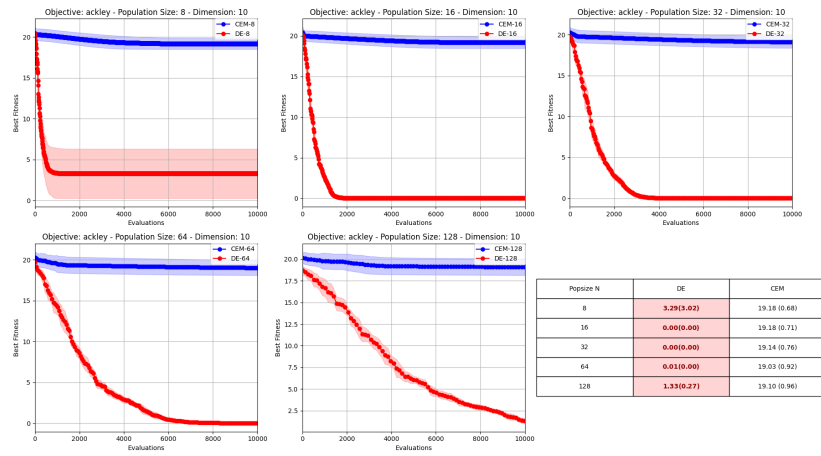 Objective: ackley - Population Size: 8 - Dimension: 10
CEM-8
DE-8
Best Fitness
20
15
10
5
0
0
2000
4000
6000
8000
10000
Evaluations
Objective: ackley - Population Size: 16 - Dimension: 10
CEM-16
DE-16
Best Fitness
20
15
10
5
0
0
2000
4000
6000
8000
10000
Evaluations
Objective: ackley - Population Size: 32 - Dimension: 10
CEM-32
DE-32
Best Fitness
20
15
10
5
0
0
2000
4000
6000
8000
10000
Evaluations
Objective: ackley - Population Size: 64 - Dimension: 10
CEM-64
DE-64
Best Fitness
20
15
10
5
0
0
2000
4000
6000
8000
10000
Evaluations
Objective: ackley - Population Size: 128 - Dimension: 10
CEM-128
DE-128
Best Fitness
20.0
17.5
15.0
12.5
10.0
7.5
5.0
2.5
0
2000
4000
6000
8000
10000
Evaluations
Popsize N DE CEM
8 3.29(3.02) 19.18 (0.68)
16 0.00(0.00) 19.18 (0.71)
32 0.00(0.00) 19.14 (0.76)
64 0.01(0.00) 19.03 (0.92)
128 1.33(0.27) 19.10 (0.96)